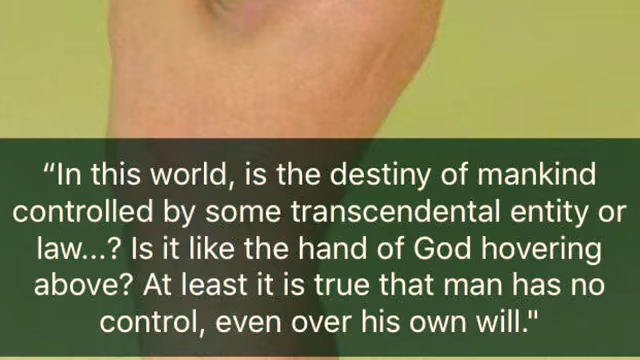 “In this world, is the destiny of mankind
controlled by some transcendental entity or
law...? Is it like the hand of God hovering
above? At least it is true that man has no
control, even over his own will."